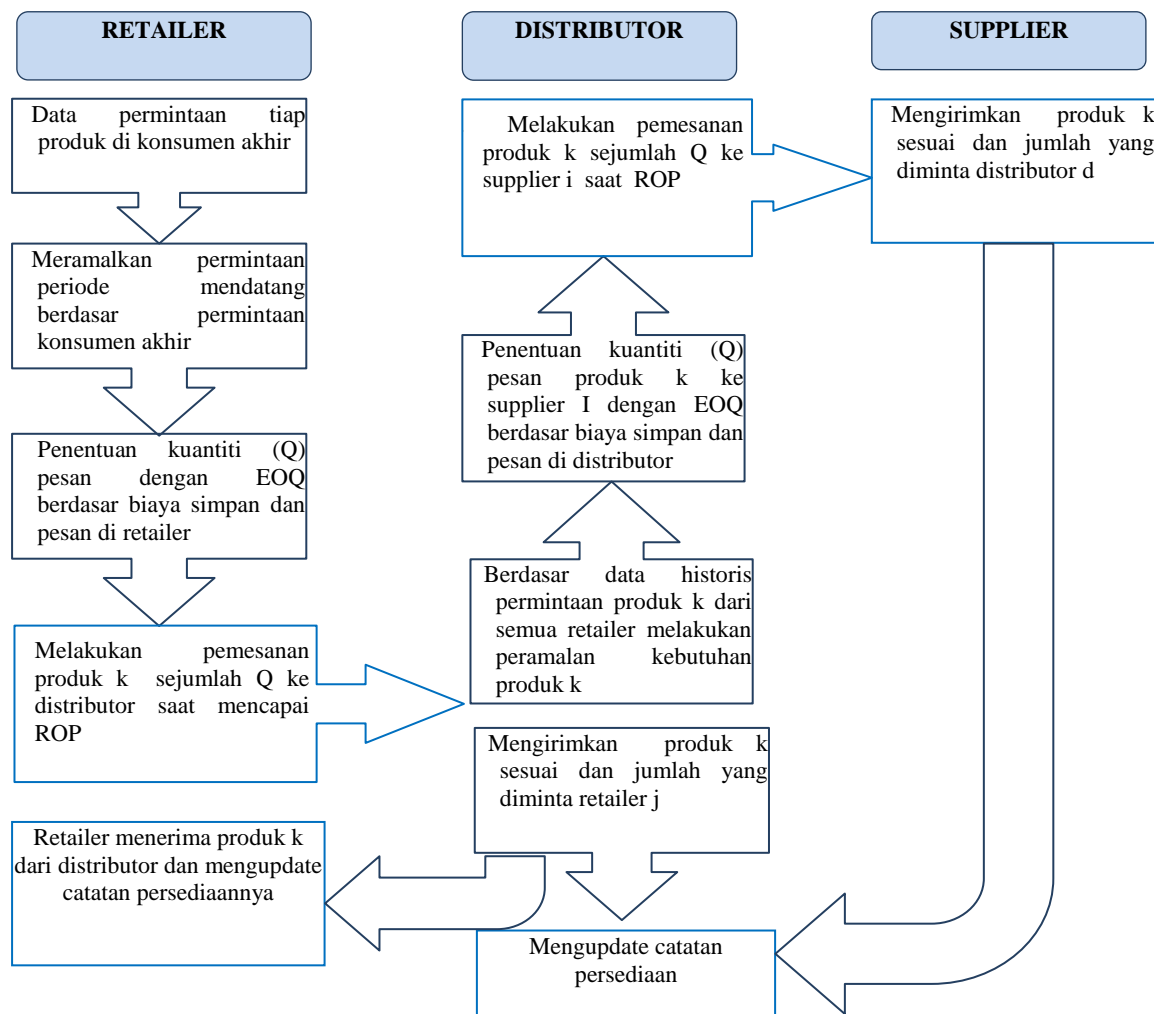 RETAILER
DISTRIBUTOR
SUPPLIER
Data permintaan tiap
produk di konsumen akhir
Meramalkan permintaan
periode mendatang
berdasar permintaan
konsumen akhir
Penentuan kuantiti (Q)
pesan dengan EOQ
berdasar biaya simpan dan
pesan di retailer
Melakukan pemesanan
produk k sejumlah Q ke
distributor saat mencapai
ROP
Retailer menerima produk k
dari distributor dan mengupdate
catatan persediaannya
Melakukan pemesanan
produk k sejumlah Q ke
supplier i saat ROP
Penentuan kuantiti (Q)
pesan produk k ke
supplier I dengan EOQ
berdasar biaya simpan dan
pesan di distributor
Berdasar data historis
permintaan produk k dari
semua retailer melakukan
peramalan kebutuhan
produk k
Mengirimkan produk k
sesuai dan jumlah yang
diminta retailer j
Mengupdate catatan
persediaan
Mengirimkan produk k
sesuai dan jumlah yang
diminta distributor d